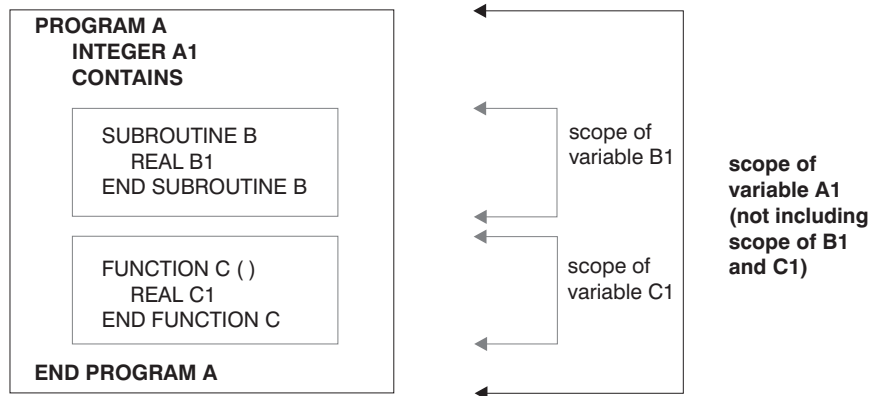 PROGRAM A
INTEGER A1
CONTAINS
SUBROUTINE B
REAL B1
END SUBROUTINE B
FUNCTION C ( )
REAL C1
END FUNCTION C
END PROGRAM A
scope of
variable B1
scope of
variable C1
scope of
variable A1
(not including
scope of B1
and C1)